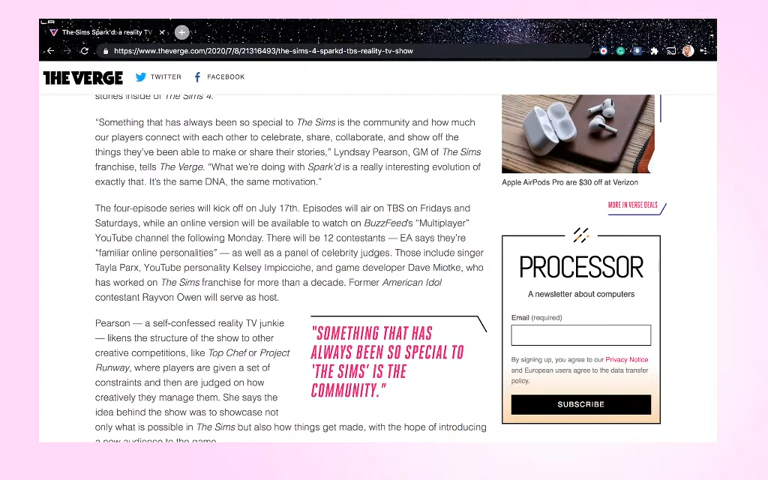 The Sims Spark'd: a reality TV
https://www.theverge.com/2020/7/8/21316493/the-sims-4-sparkd-tbs-reality-tv-show
THE VERGE TWITTER FACEBOOK
stories inside of The Sims 4.
“Something that has always been so special to The Sims is the community and how much
our players connect with each other to celebrate, share, collaborate, and show off the
things they’ve been able to make or share their stories,” Lyndsay Pearson, GM of The Sims
franchise, tells The Verge. “What we’re doing with Spark’d is a really interesting evolution of
exactly that. It’s the same DNA, the same motivation.”
The four-episode series will kick off on July 17th. Episodes will air on TBS on Fridays and
Saturdays, while an online version will be available to watch on BuzzFeed’s “Multiplayer”
YouTube channel the following Monday. There will be 12 contestants — EA says they’re
“familiar online personalities” — as well as a panel of celebrity judges. Those include singer
Tayla Parx, YouTube personality Kelsey Impicciche, and game developer Dave Miotke, who
has worked on The Sims franchise for more than a decade. Former American Idol
contestant Rayvon Owen will serve as host.
Pearson — a self-confessed reality TV junkie
— likens the structure of the show to other
creative competitions, like Top Chef or Project
Runway, where players are given a set of
constraints and then are judged on how
creatively they manage them. She says the
idea behind the show was to showcase not
only what is possible in The Sims but also how things get made, with the hope of introducing
a new audience to the game.
"SOMETHING THAT HAS
ALWAYS BEEN SO SPECIAL TO
'THE SIMS' IS THE
COMMUNITY."
Apple AirPods Pro are $30 off at Verizon
MORE IN VERGE DEALS
PROCESSOR
A newsletter about computers
Email (required)
By signing up, you agree to our Privacy Notice
and European users agree to the data transfer
policy.
SUBSCRIBE